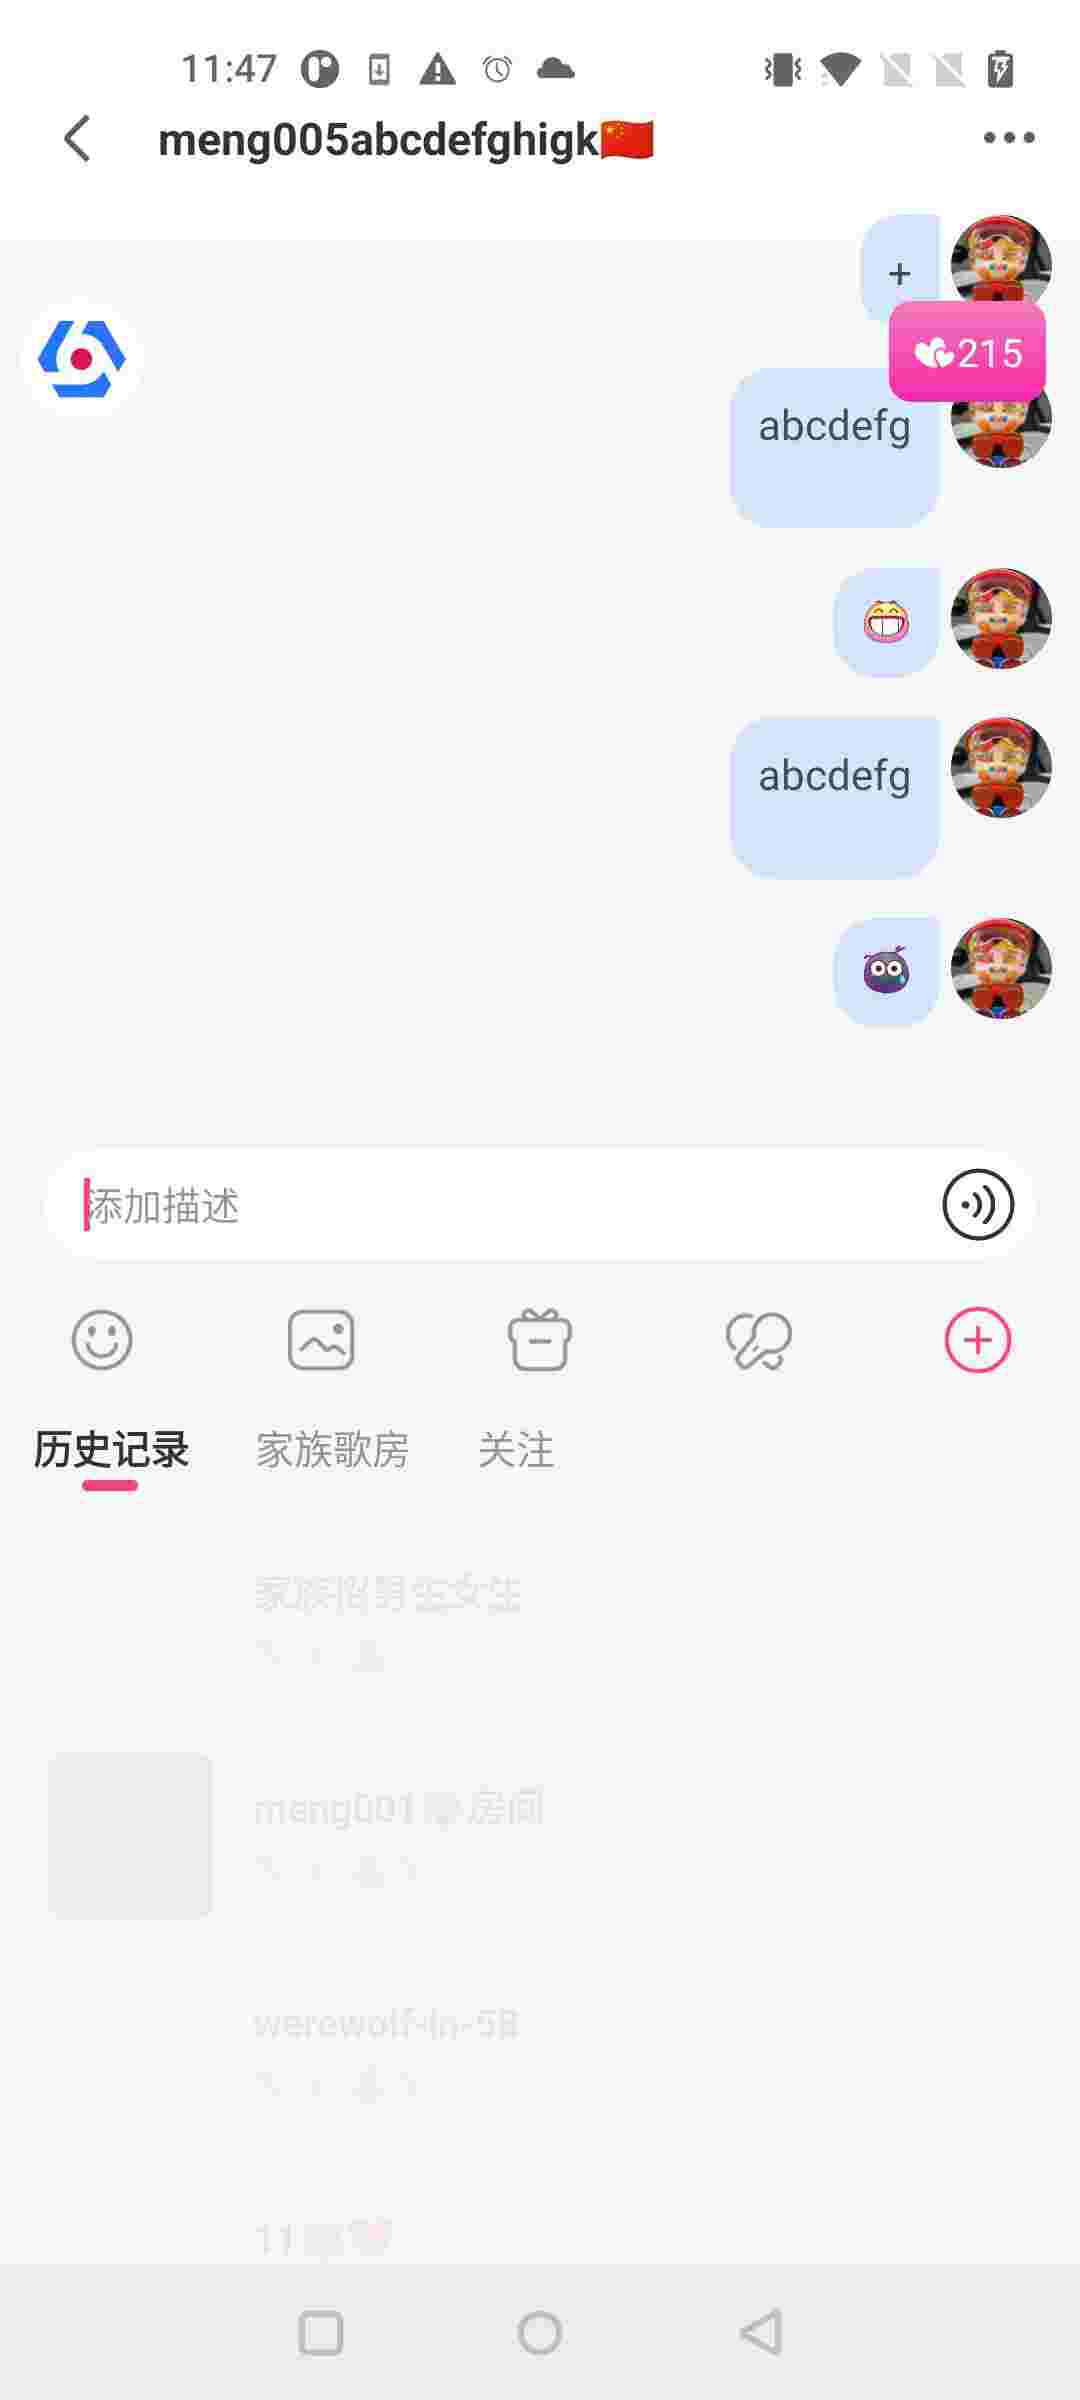 11:47
meng005abcdefghigk🇨🇳
+
215
abcdefg
abcdefg
添加描述
历史记录 家族歌房 关注
家族招男生女生
meng001 房间
werewolf-in-58
11